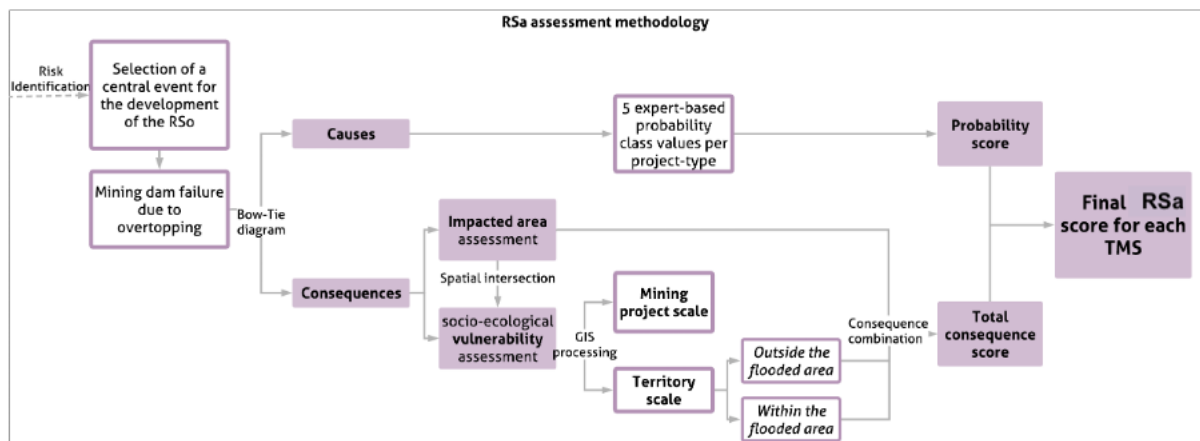 RSa assessment methodology
Risk
Identification
Selection of a
central event for
the development
of the RSo
Mining dam failure
due to
overtopping
Bow-Tie
diagram
Causes
5 expert-based
probability
class values per
project-type
Probability
score
Consequences
Impacted area
assessment
Spatial intersection
socio-ecological
vulnerability
assessment
GIS
processing
Mining
project scale
Territory
scale
Outside the
flooded area
Within the
flooded area
Consequence
combination
Total
consequence
score
Final RSa
score for each
TMS